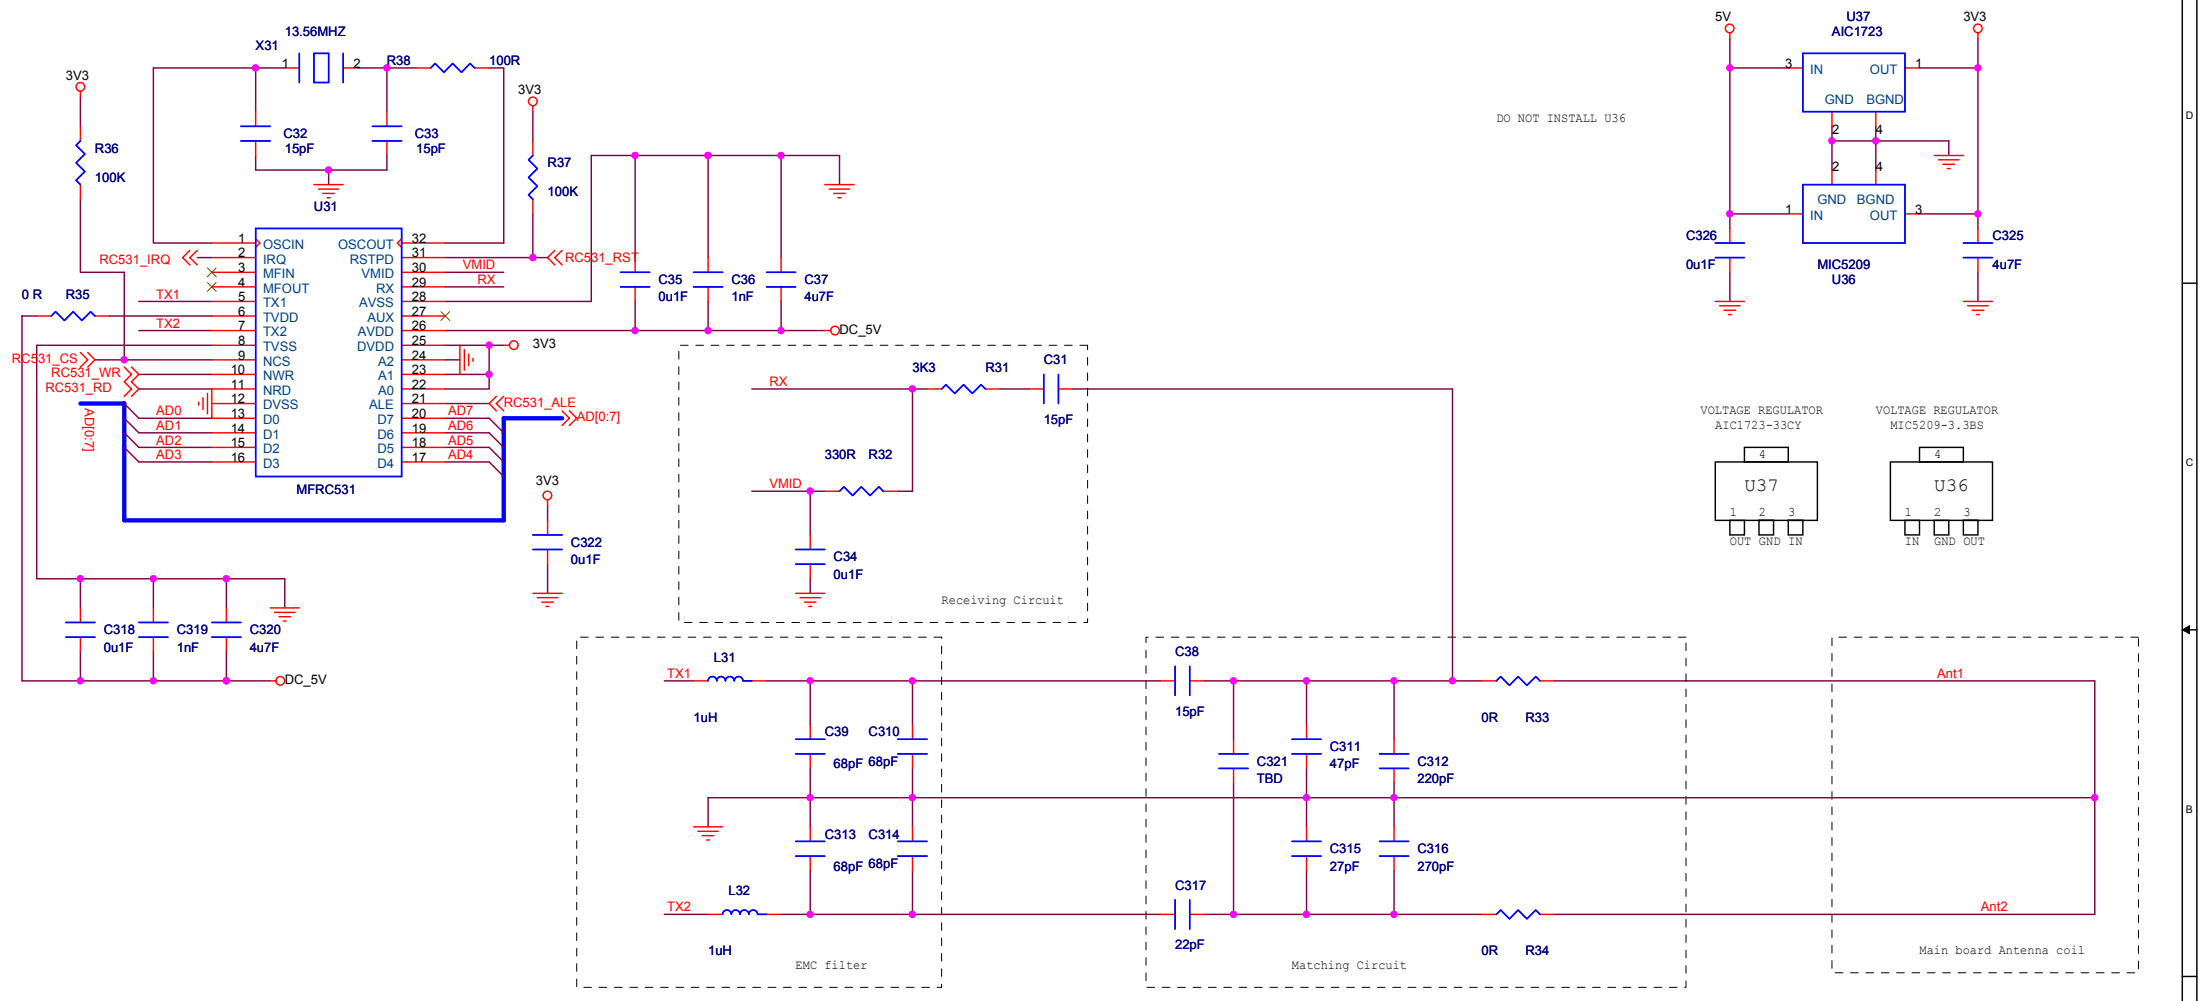 13.56MHZ
X31
1
2
R38
100R
3V3
R36
100K
C32
15pF
C33
15pF
3V3
R37
100K
U31
1
OSCIN
OSCOUT
32
RC531_IRQ
2
IRQ
RSTPD
31
RC531_RST
3
MFIN
VMID
30
VMID
4
MFOUT
RX
29
RX
TX1
5
TX1
AVSS
28
0 R
R35
6
TVDD
AUX
27
TX2
7
TX2
AVDD
26
DC_5V
8
TVSS
DVDD
25
3V3
RC531_CS
9
NCS
A2
24
RC531_WR
10
NWR
A1
23
RC531_RD
11
NRD
A0
22
12
DVSS
ALE
21
RC531_ALE
AD0
13
D0
D7
20
AD7
AD[0:7]
AD1
14
D1
D6
19
AD6
AD2
15
D2
D5
18
AD5
AD3
16
D3
D4
17
AD4
AD[0:7]
MFRC531
C35
0u1F
C36
1nF
C37
4u7F
3V3
C322
0u1F
C318
0u1F
C319
1nF
C320
4u7F
DC_5V
RX
3K3
R31
C31
15pF
330R
R32
VMID
C34
0u1F
Receiving Circuit
TX1
L31
1uH
C39
68pF
C310
68pF
C313
68pF
C314
68pF
TX2
L32
1uH
EMC filter
C38
15pF
C321
TBD
C311
47pF
C312
220pF
C315
27pF
C316
270pF
C317
22pF
0R
R33
0R
R34
Matching Circuit
Ant1
Ant2
Main board Antenna coil
DO NOT INSTALL U36
5V
U37
AIC1723
3V3
3
IN
OUT
1
GND
BGND
2
4
2
4
GND
BGND
1
IN
OUT
3
MIC5209
U36
C326
0u1F
C325
4u7F
VOLTAGE REGULATOR
AIC1723-33CY
4
U37
1
2
3
OUT
GND
IN
VOLTAGE REGULATOR
MIC5209-3.3BS
4
U36
1
2
3
IN
GND
OUT
D
C
B